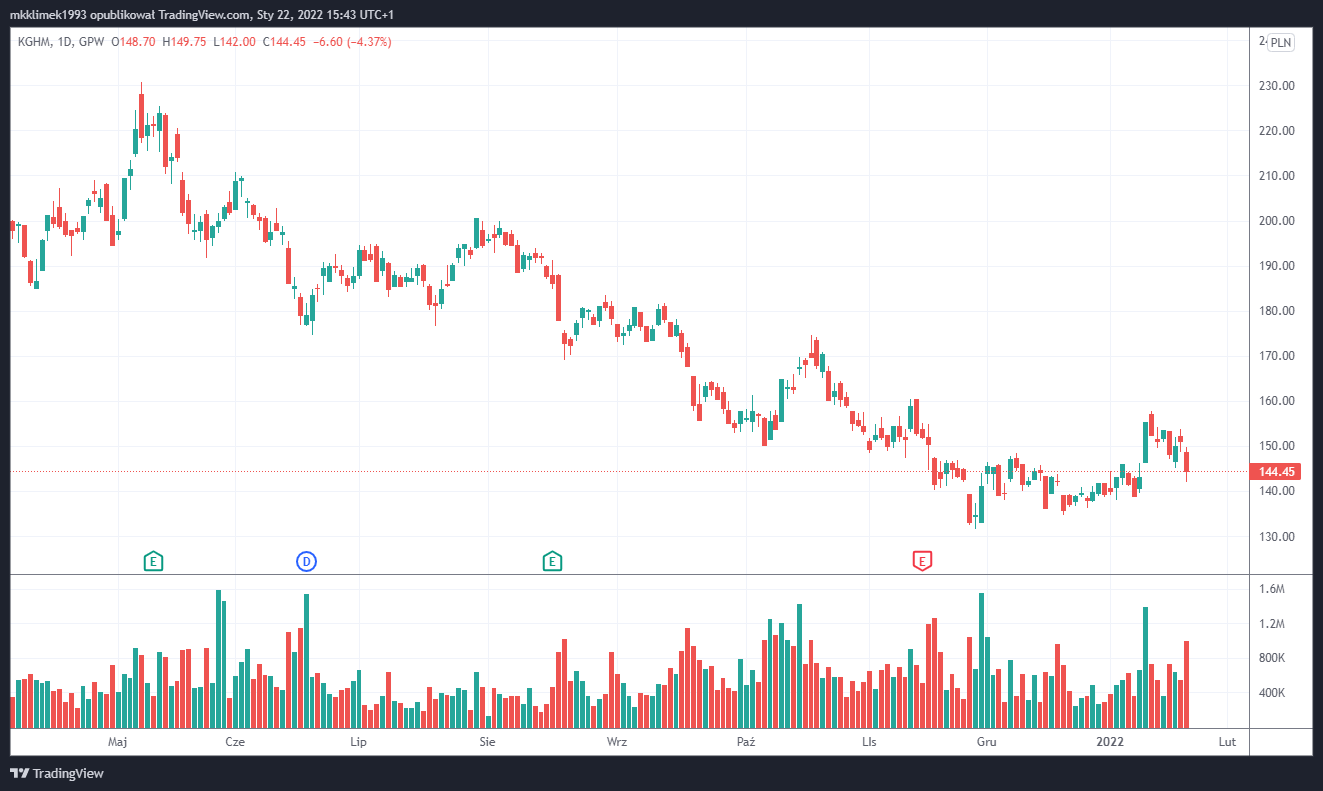 mkklimek1993 opublikował TradingView.com, Sty 22, 2022 15:43 UTC+1
KGHM, 1D, GPW O148.70 H149.75 L142.00 C144.45 −6.60 (−4.37%)
PLN
230.00
220.00
210.00
200.00
190.00
180.00
170.00
160.00
150.00
144.45
140.00
130.00
E D E E
1.6M
1.2M
800K
400K
Maj Cze Lip Sie Wrz Paź LIs Gru 2022 Lut
TradingView